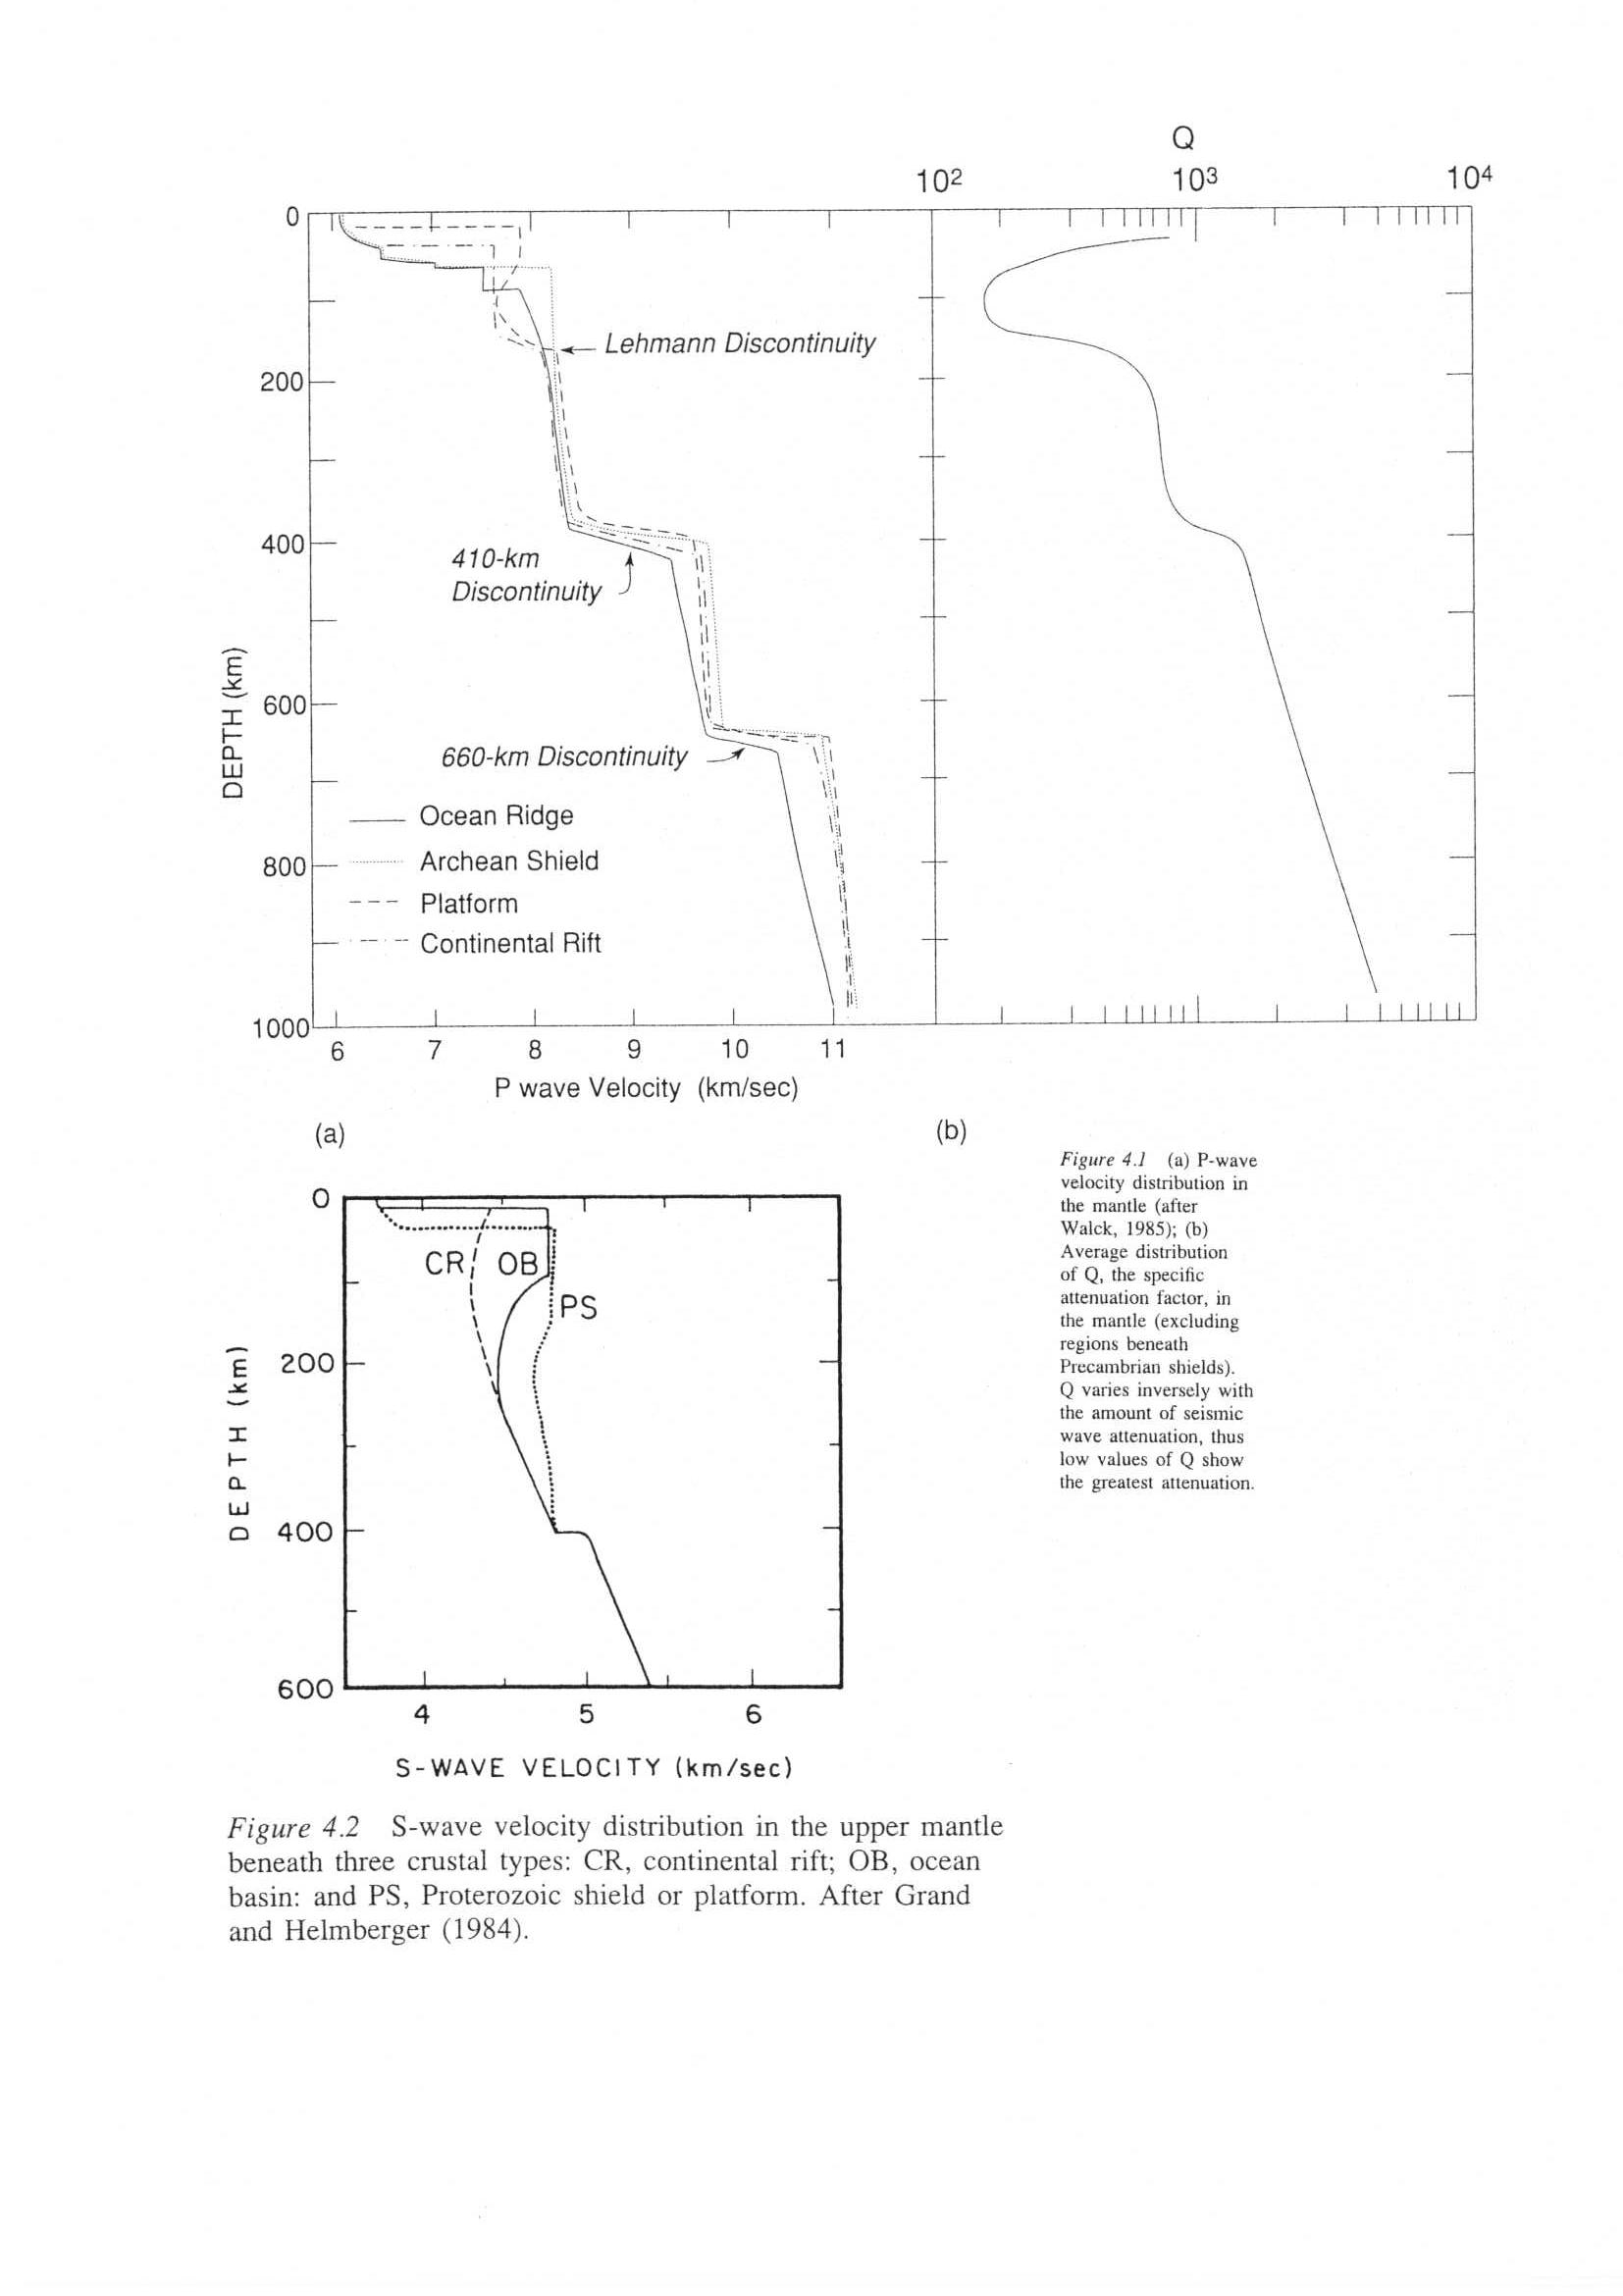 Q
10²
10³
10⁴
0
200
400
600
800
1000
DEPTH (km)
Lehmann Discontinuity
410-km
Discontinuity
660-km Discontinuity
Ocean Ridge
Archean Shield
Platform
Continental Rift
6 7 8 9 10 11
P wave Velocity (km/sec)
(a)
(b)
Figure 4.1 (a) P-wave
velocity distribution in
the mantle (after
Walck, 1985); (b)
Average distribution
of Q, the specific
attenuation factor, in
the mantle (excluding
regions beneath
Precambrian shields).
Q varies inversely with
the amount of seismic
wave attenuation, thus
low values of Q show
the greatest attenuation.
0
200
400
600
DEPTH (km)
CR
OB
PS
4 5 6
S-WAVE VELOCITY (km/sec)
Figure 4.2 S-wave velocity distribution in the upper mantle
beneath three crustal types: CR, continental rift; OB, ocean
basin: and PS, Proterozoic shield or platform. After Grand
and Helmberger (1984).